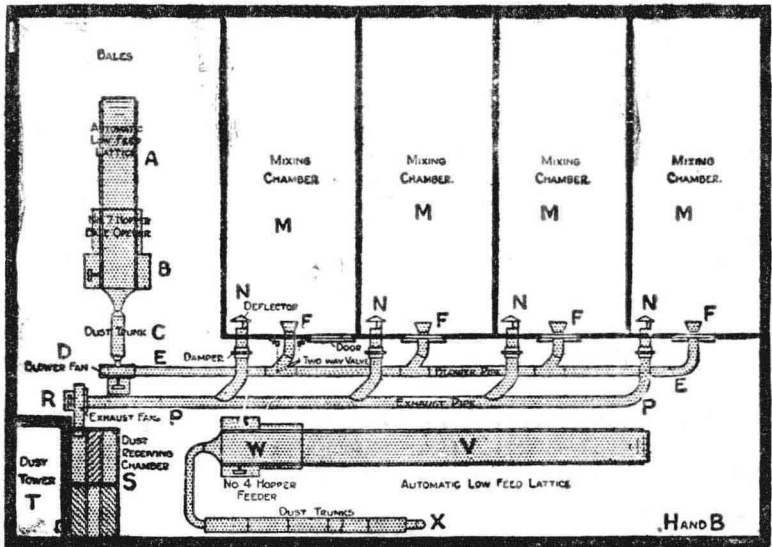 BALES
AUTOMATIC
LOW FEED
LATTICE
A
No 7 HOPPER
BALE OPENER
B
DUST TRUNK C
D
BLOWER FAN
E
MIXING
CHAMBER
M
MIXING
CHAMBER.
M
MIXING
CHAMBER
M
MIXING
CHAMBER.
M
N
DEFLECTOR
F
N
F
N
F
N
F
DAMPER
DOOR
TWO WAY VALVE
BLOWER PIPE
E
R
EXHAUST FAN
P
EXHAUST PIPE
P
DUST
TOWER
T
DUST
RECEIVING
CHAMBER
S
W
V
No 4 HOPPER
FEEDER
AUTOMATIC LOW FEED LATTICE
DUST TRUNKS
X
H AND B